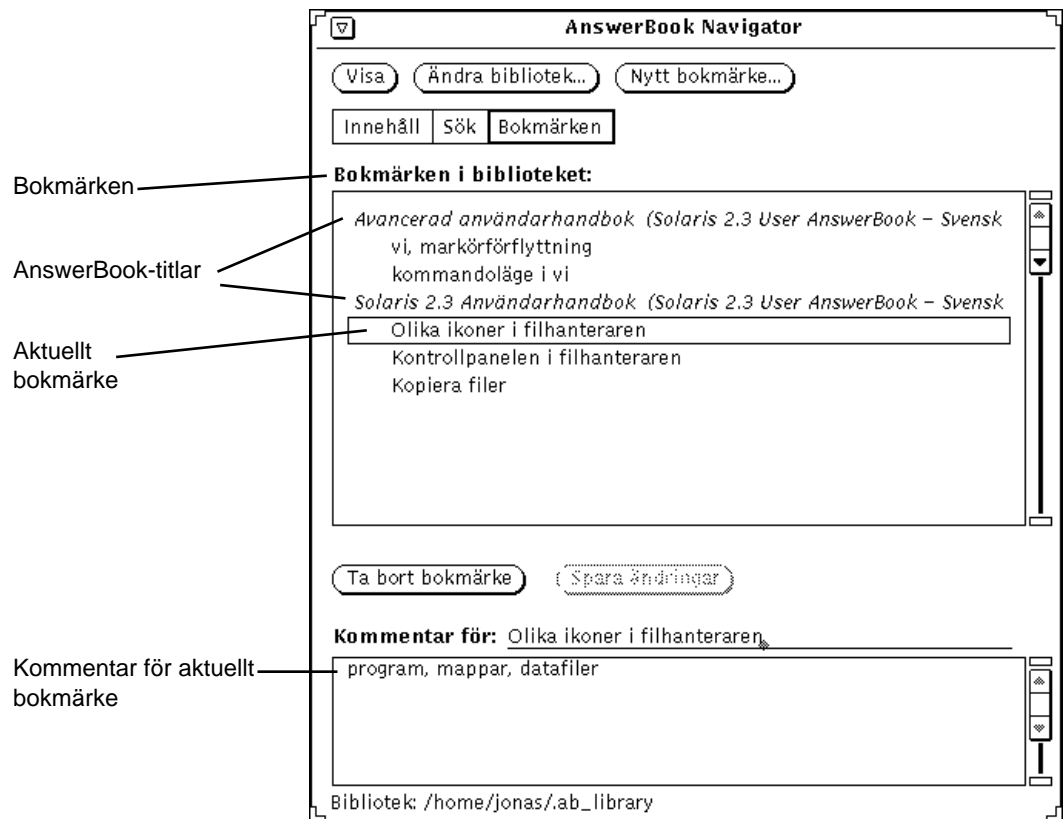 AnswerBook Navigator
Visa Ändra bibliotek... Nytt bokmärke...
Innehåll Sök Bokmärken
Bokmärken
Bokmärken i biblioteket:
Avancerad användarhandbok (Solaris 2.3 User AnswerBook – Svensk
vi, markörförflyttning
AnswerBook-titlar
kommandoläge i vi
Solaris 2.3 Användarhandbok (Solaris 2.3 User AnswerBook – Svensk
Olika ikoner i filhanteraren
Aktuellt
bokmärke
Kontrollpanelen i filhanteraren
Kopiera filer
Ta bort bokmärke Spara ändringar
Kommentar för: Olika ikoner i filhanteraren
Kommentar för aktuellt
bokmärke
program, mappar, datafiler
Bibliotek: /home/jonas/.ab_library